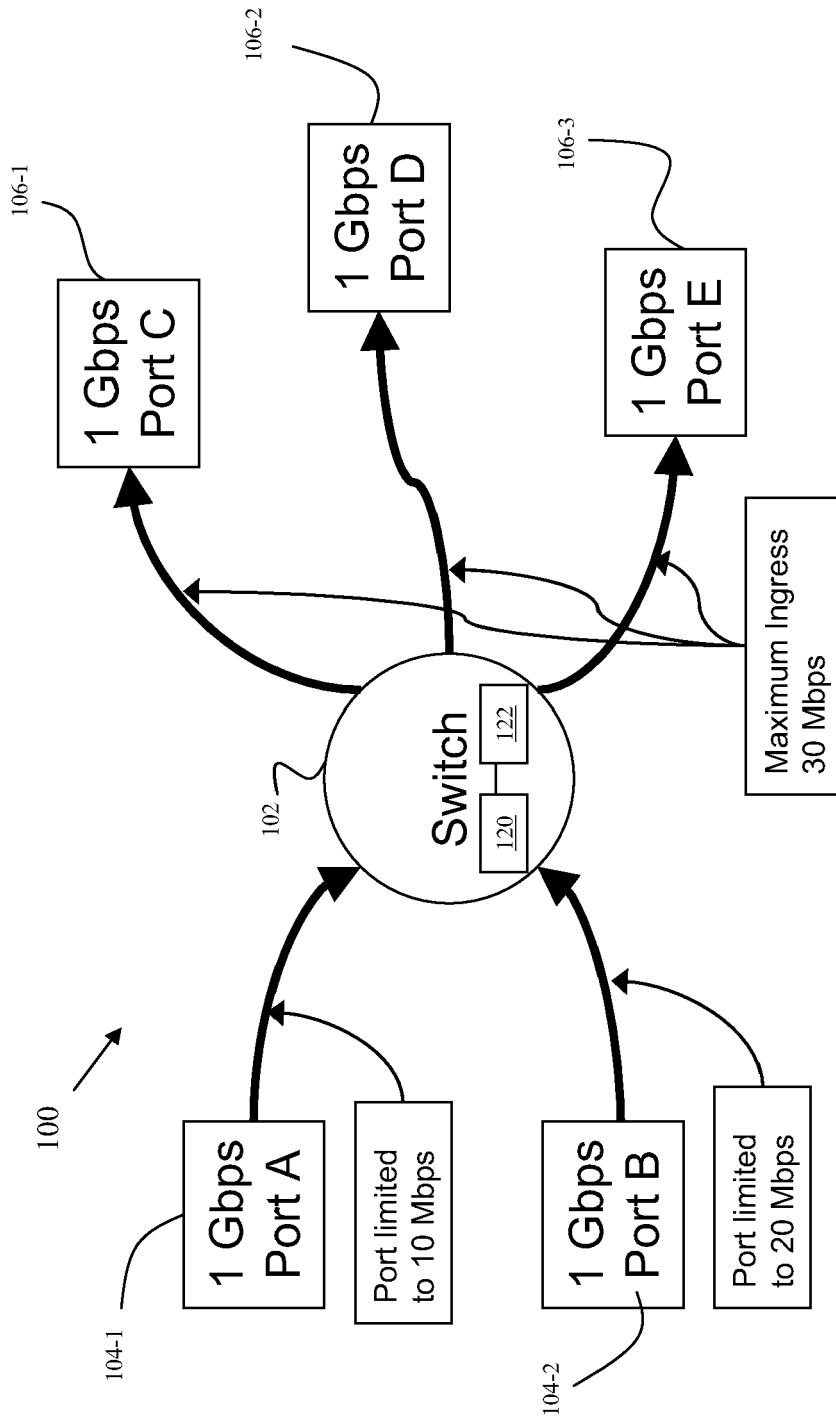 100
104-1
1 Gbps
Port A
Port limited
to 10 Mbps
104-2
1 Gbps
Port B
Port limited
to 20 Mbps
102
Switch
120
122
106-1
1 Gbps
Port C
106-2
1 Gbps
Port D
106-3
1 Gbps
Port E
Maximum Ingress
30 Mbps